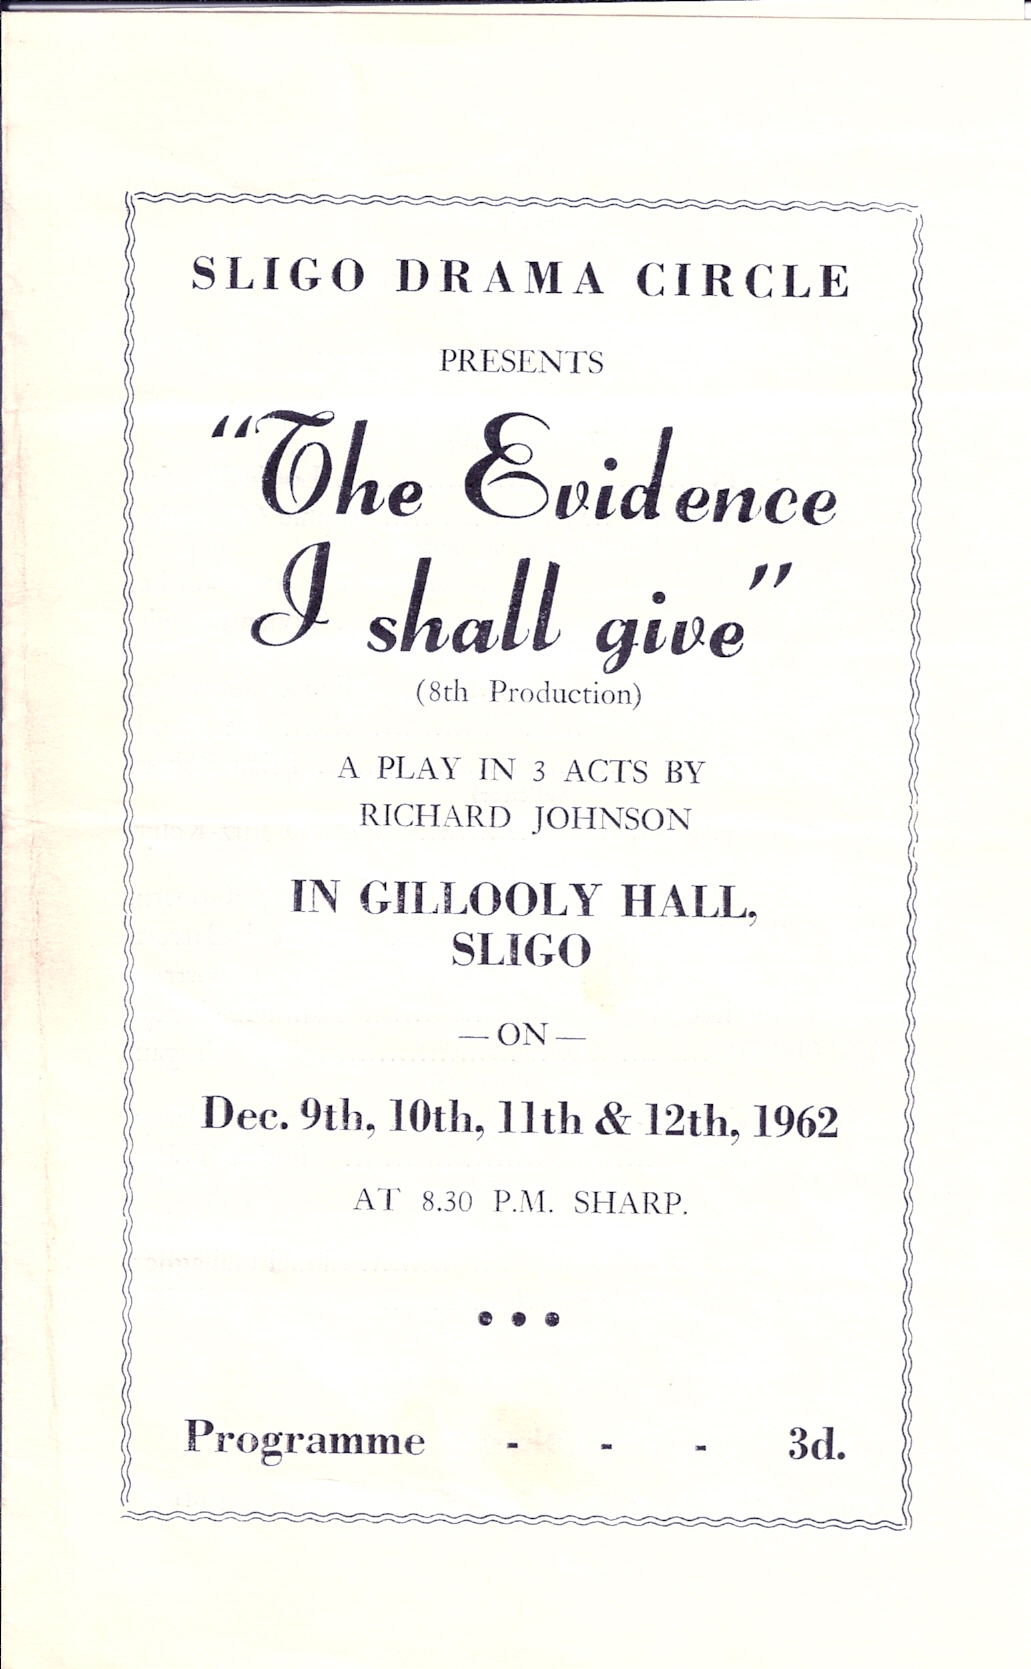 SLIGO DRAMA CIRCLE
PRESENTS
"The Evidence
I shall give"
(8th Production)
A PLAY IN 3 ACTS BY
RICHARD JOHNSON
IN GILLOOLY HALL,
SLIGO
—ON—
Dec. 9th, 10th, 11th & 12th, 1962
AT 8.30 P.M. SHARP.
• • •
Programme - - - 3d.